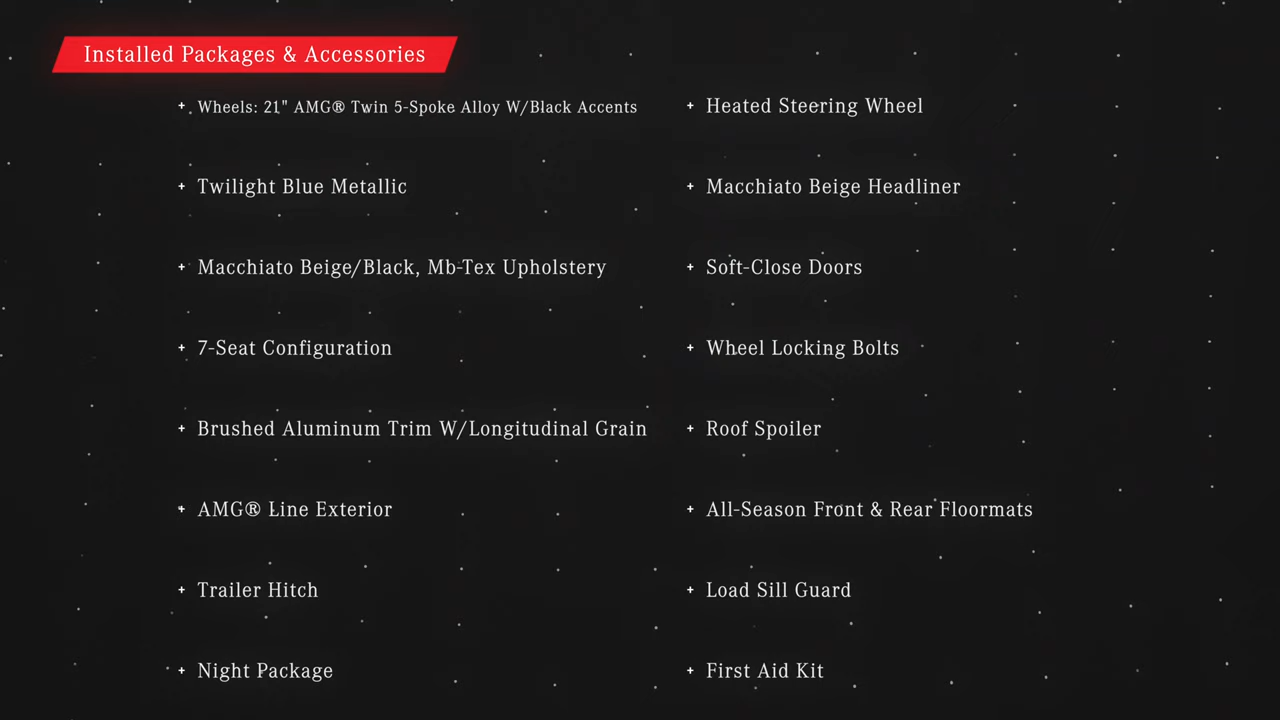 Installed Packages & Accessories
+ Wheels: 21" AMG® Twin 5-Spoke Alloy W/Black Accents
+ Twilight Blue Metallic
+ Macchiato Beige/Black, Mb-Tex Upholstery
+ 7-Seat Configuration
+ Brushed Aluminum Trim W/Longitudinal Grain
+ AMG® Line Exterior
+ Trailer Hitch
+ Night Package
+ Heated Steering Wheel
+ Macchiato Beige Headliner
+ Soft-Close Doors
+ Wheel Locking Bolts
+ Roof Spoiler
+ All-Season Front & Rear Floormats
+ Load Sill Guard
+ First Aid Kit